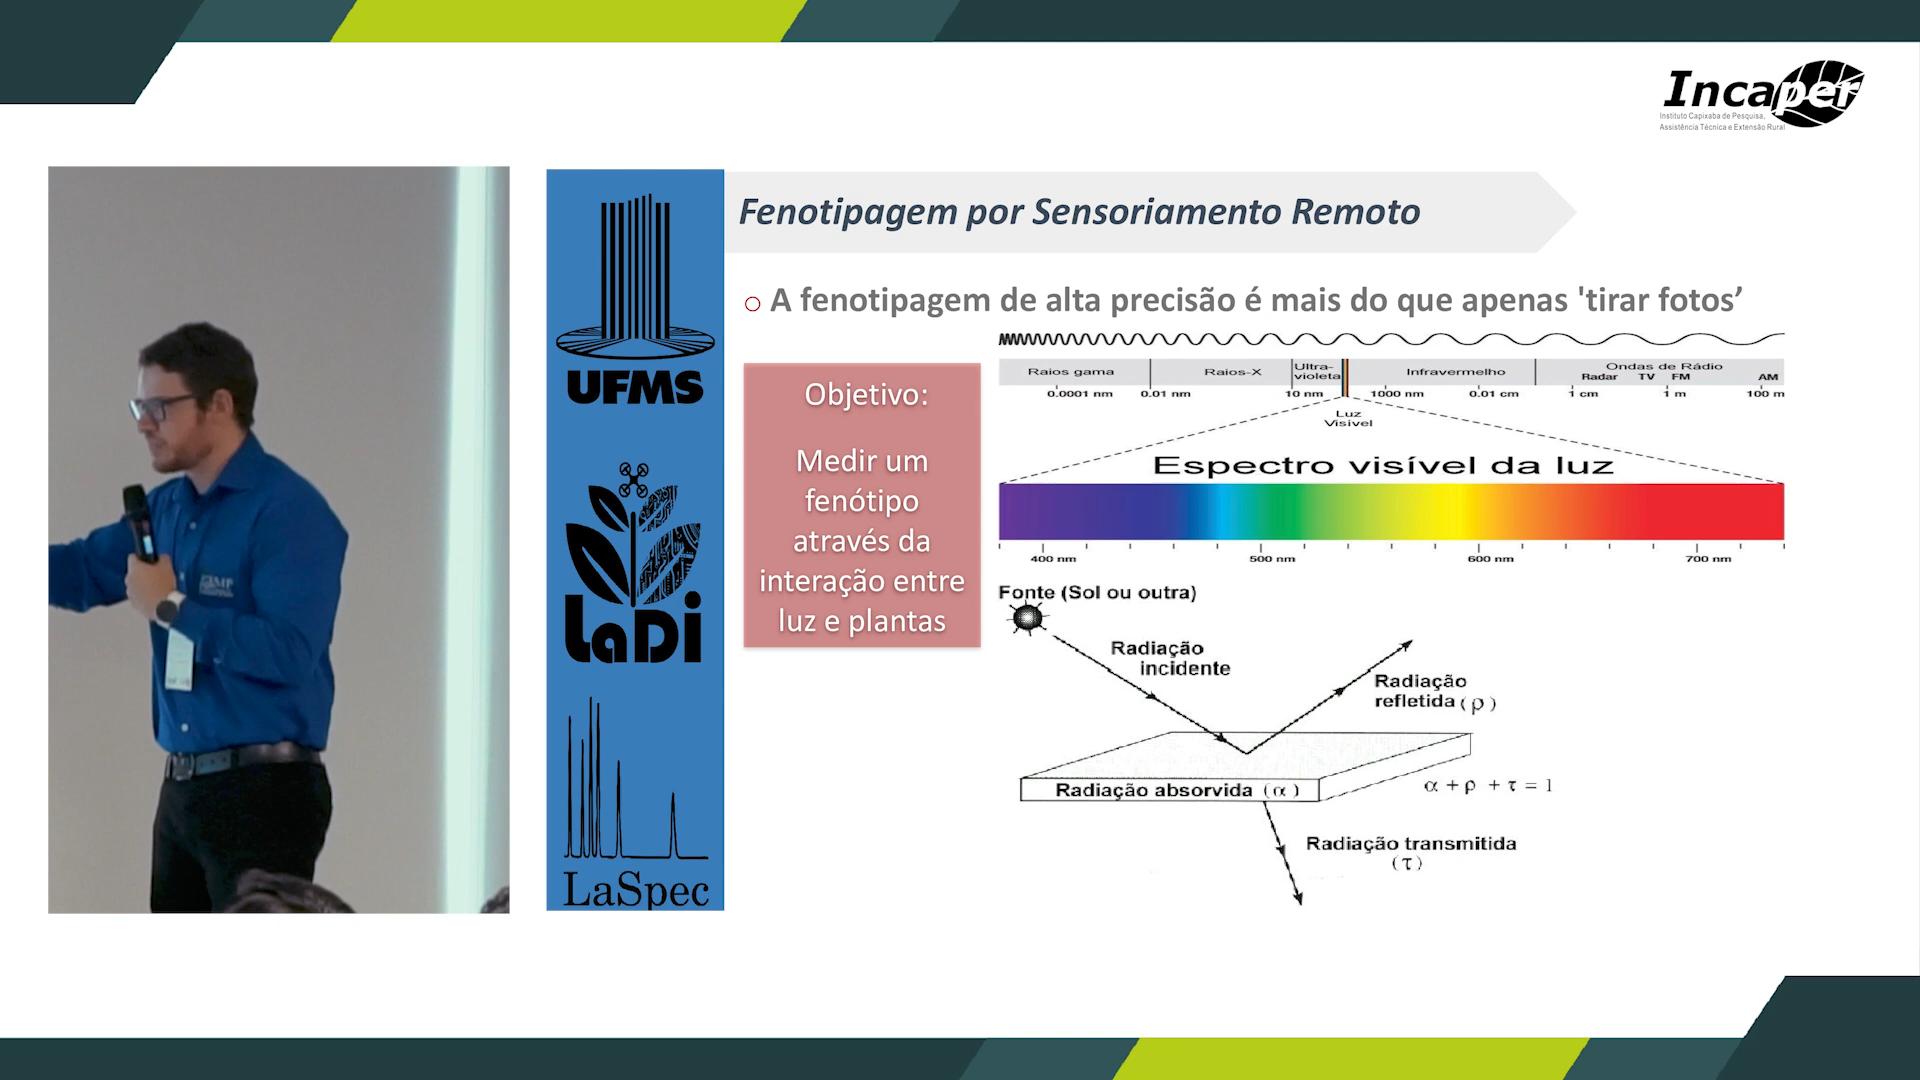 Incaper
Instituto Capixaba de Pesquisa,
Assistência Técnica e Extensão Rural
UFMS
LaDi
LaSpec
Fenotipagem por Sensoriamento Remoto
A fenotipagem de alta precisão é mais do que apenas 'tirar fotos’
Objetivo:
Medir um
fenótipo
através da
interação entre
luz e plantas
Raios gama
Raios-X
Ultra-
violeta
Infravermelho
Ondas de Rádio
Radar TV FM AM
0.0001 nm 0.01 nm 10 nm 1000 nm 0.01 cm 1 cm 1 m 100 m
Luz
Visível
Espectro visível da luz
400 nm 500 nm 600 nm 700 nm
Fonte (Sol ou outra)
Radiação
incidente
Radiação
refletida (ρ)
Radiação absorvida (α)
α + ρ + τ = 1
Radiação transmitida
(τ)